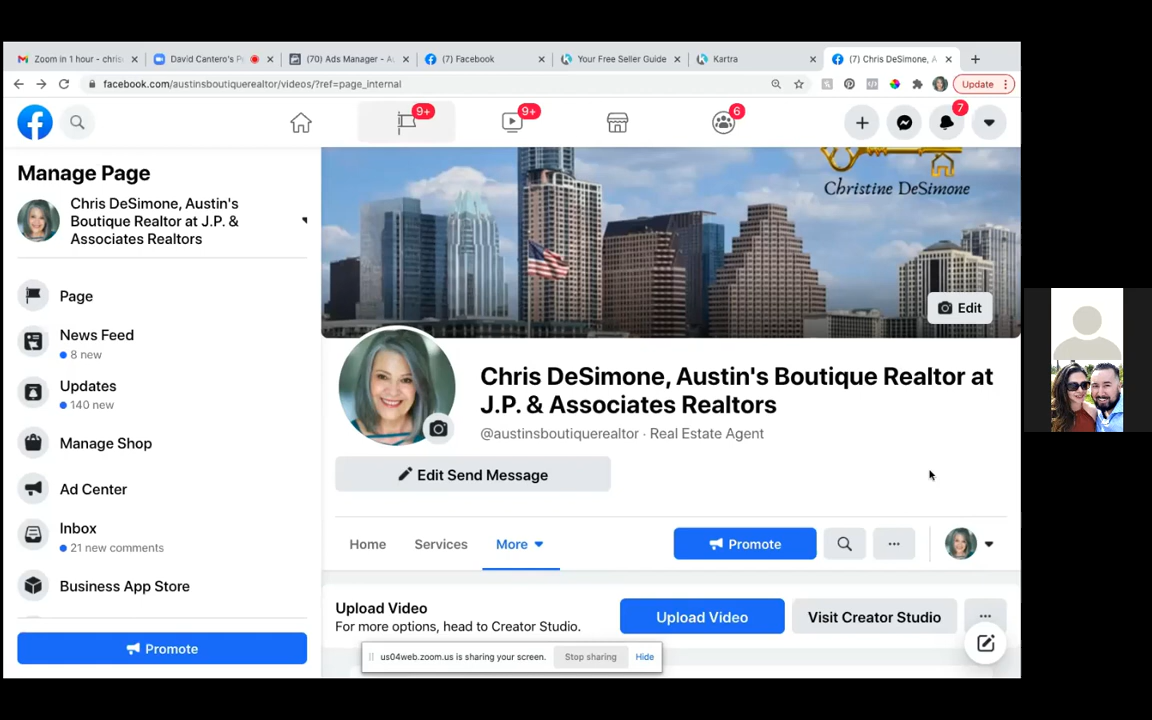 Zoom in 1 hour - chris
David Cantero's P
(70) Ads Manager - A
(7) Facebook
Your Free Seller Guide
Kartra
(7) Chris DeSimone, A
facebook.com/austinsboutiquerealtor/videos/?ref=page_internal
Update
9+
9+
6
7
Manage Page
Chris DeSimone, Austin's
Boutique Realtor at J.P. &
Associates Realtors
Page
News Feed
8 new
Updates
140 new
Manage Shop
Ad Center
Inbox
21 new comments
Business App Store
Promote
Christine DeSimone
Edit
Chris DeSimone, Austin's Boutique Realtor at
J.P. & Associates Realtors
@austinsboutiquerealtor · Real Estate Agent
Edit Send Message
Home
Services
More
Promote
Upload Video
For more options, head to Creator Studio.
Upload Video
Visit Creator Studio
us04web.zoom.us is sharing your screen.
Stop sharing
Hide